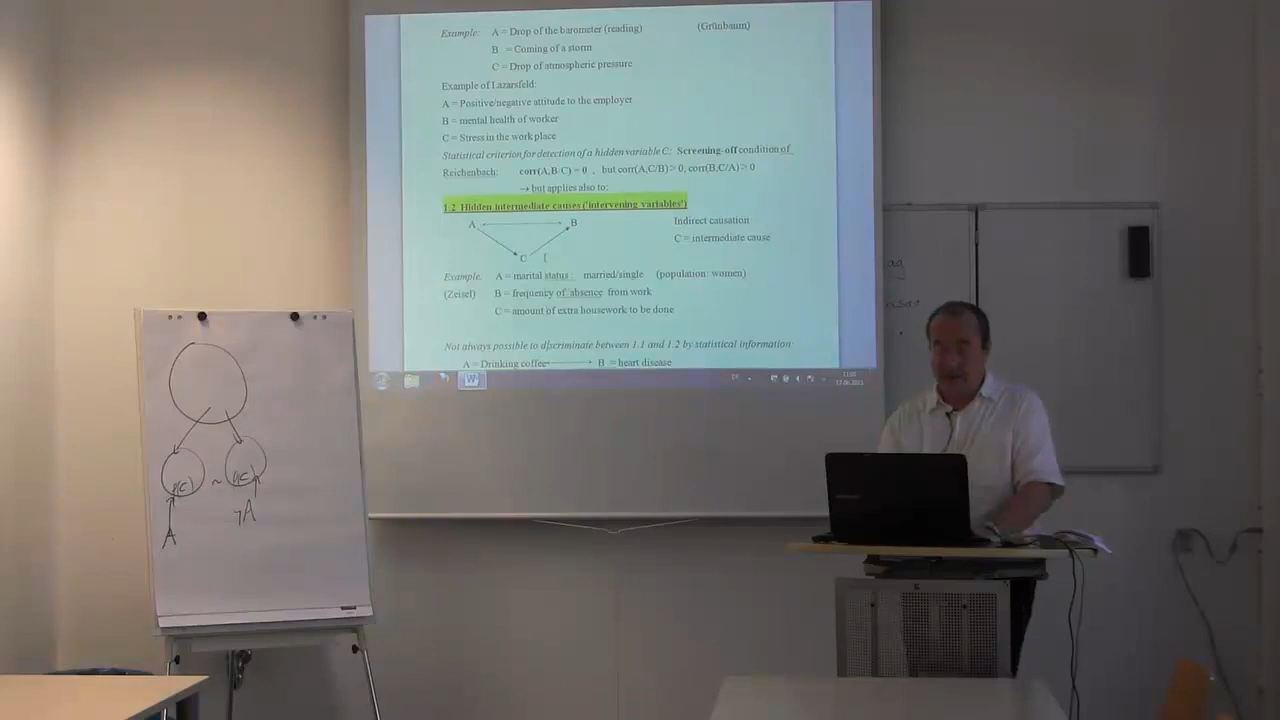 Example: A = Drop of the barometer (reading) (Grünbaum)
B = Coming of a storm
C = Drop of atmospheric pressure
Example of Lazarsfeld:
A = Positive/negative attitude to the employer
B = mental health of worker
C = Stress in the work place
Statistical criterion for detection of a hidden variable C: Screening-off condition of
Reichenbach: corr(A,B/C) = 0 , but corr(A,C/B) > 0, corr(B,C/A) > 0
→ but applies also to:
1.2 Hidden intermediate causes ('intervening variables')
A B Indirect causation
C C = intermediate cause
Example. A = marital status : married/single (population: women)
(Zeisel) B = frequency of absence from work
C = amount of extra housework to be done
Not always possible to discriminate between 1.1 and 1.2 by statistical information:
A = Drinking coffee B = heart disease
DE
W
p(C) ~ p(C)
A ¬A